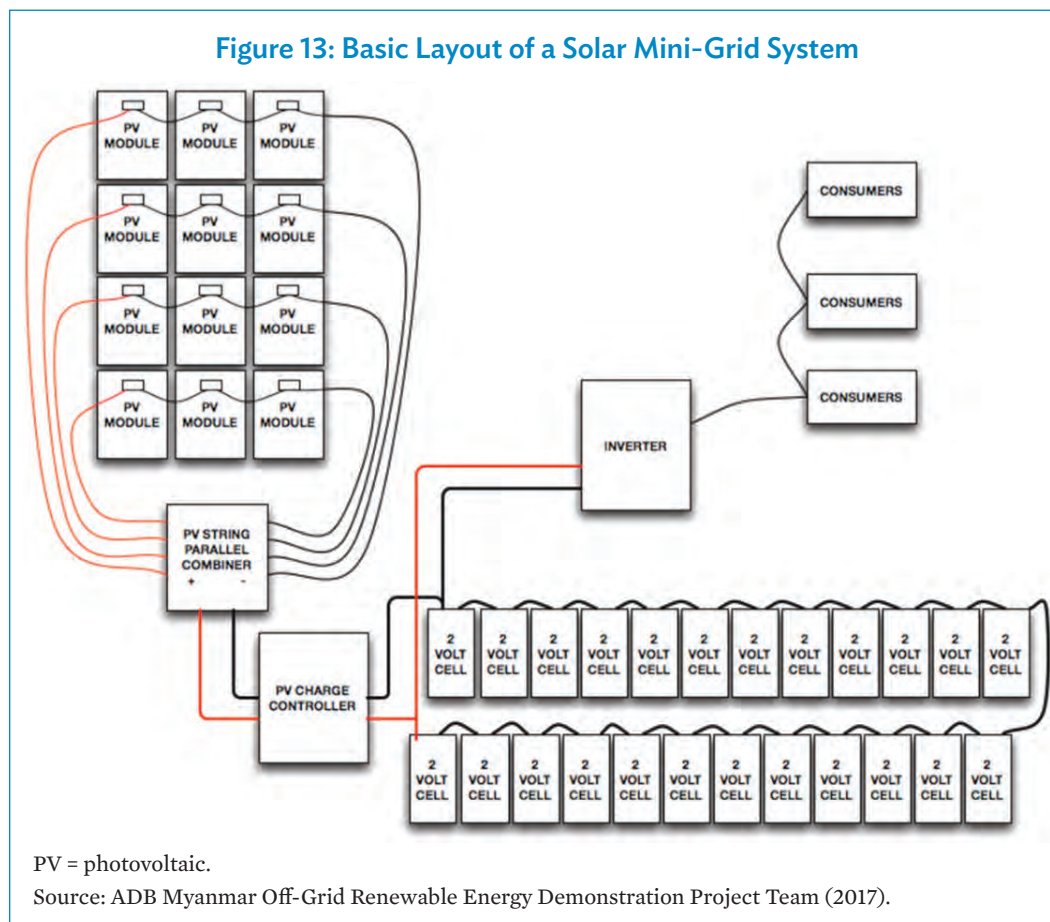 Figure 13: Basic Layout of a Solar Mini-Grid System
PV
MODULE
PV
MODULE
PV
MODULE
PV
MODULE
PV
MODULE
PV
MODULE
PV
MODULE
PV
MODULE
PV
MODULE
PV
MODULE
PV
MODULE
PV
MODULE
CONSUMERS
CONSUMERS
CONSUMERS
INVERTER
PV STRING
PARALLEL
COMBINER
+ -
PV CHARGE
CONTROLLER
2
VOLT
CELL
2
VOLT
CELL
2
VOLT
CELL
2
VOLT
CELL
2
VOLT
CELL
2
VOLT
CELL
2
VOLT
CELL
2
VOLT
CELL
2
VOLT
CELL
2
VOLT
CELL
2
VOLT
CELL
2
VOLT
CELL
2
VOLT
CELL
2
VOLT
CELL
2
VOLT
CELL
2
VOLT
CELL
2
VOLT
CELL
2
VOLT
CELL
2
VOLT
CELL
2
VOLT
CELL
2
VOLT
CELL
2
VOLT
CELL
2
VOLT
CELL
2
VOLT
CELL
PV = photovoltaic.
Source: ADB Myanmar Off-Grid Renewable Energy Demonstration Project Team (2017).